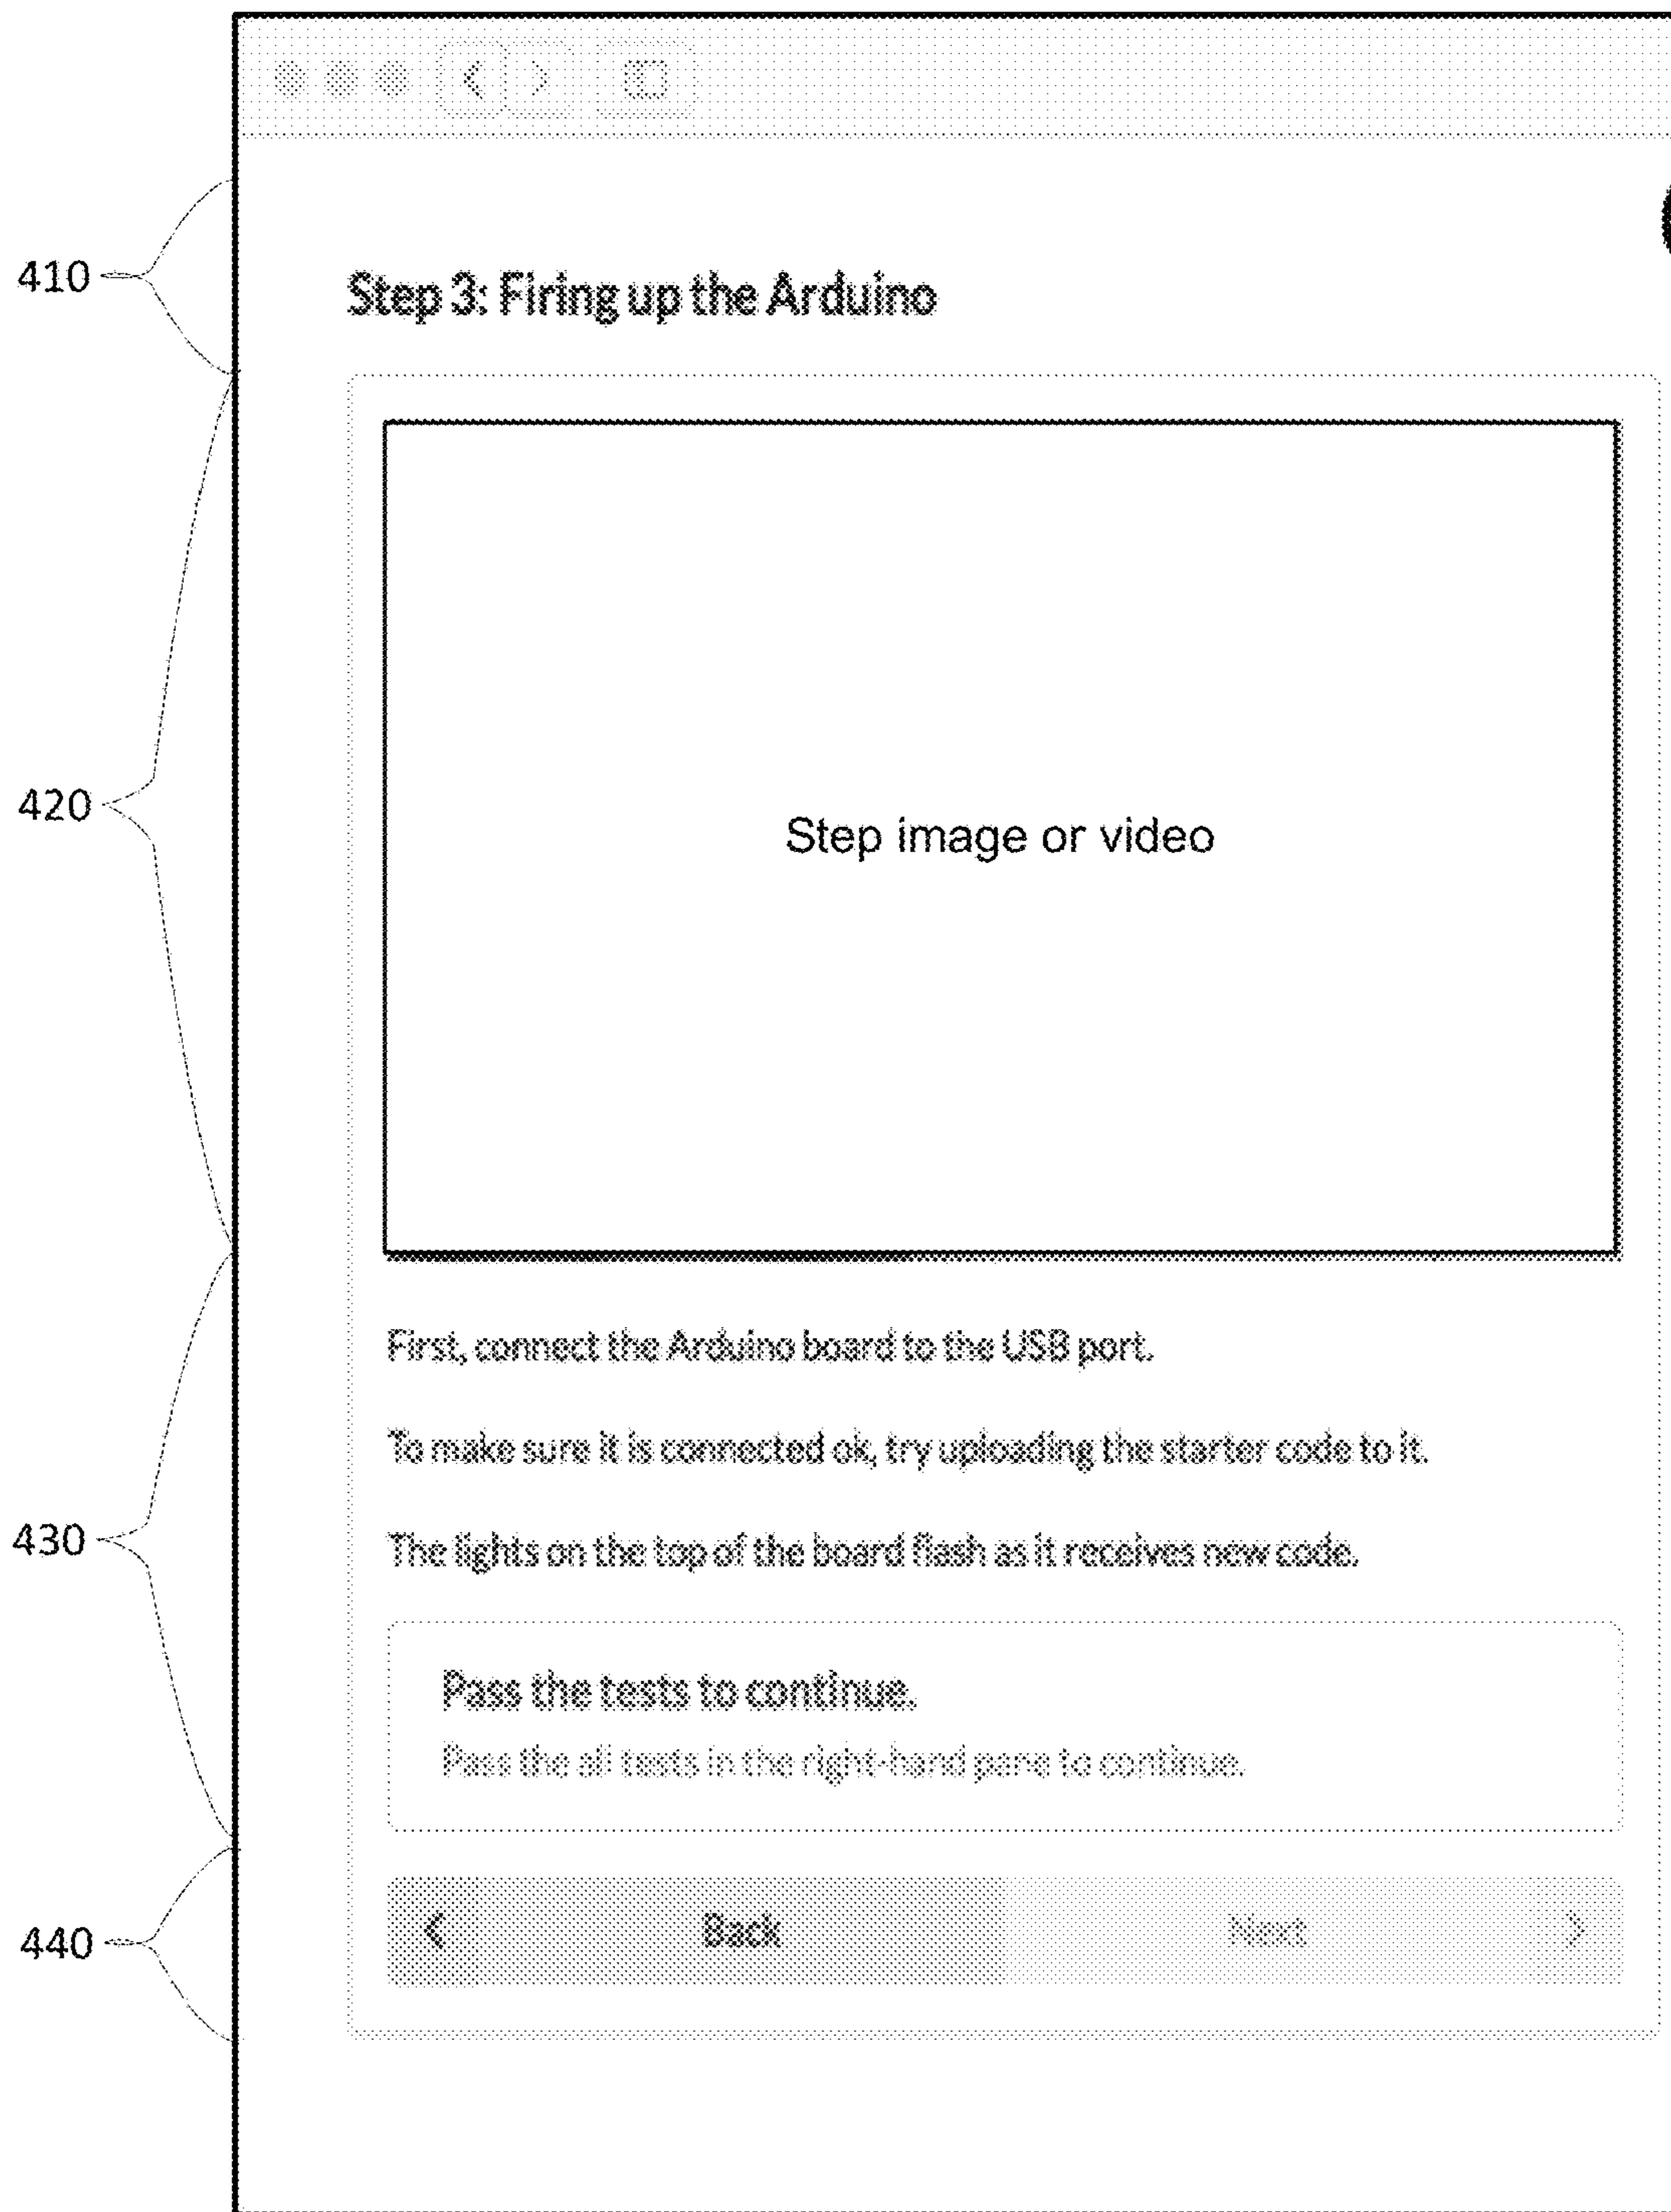 410
Step 3: Firing up the Arduino
420
Step image or video
First, connect the Arduino board to the USB port.
To make sure it is connected ok, try uploading the starter code to it.
430
The lights on the top of the board flash as it receives new code.
Pass the tests to continue.
Pass the all tests in the right-hand pane to continue.
440
Back
Next